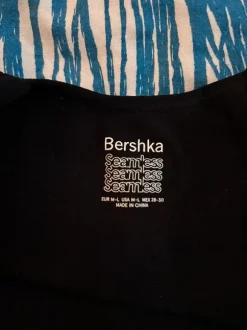 Bershka
Seamless
Seamless
Seamless
EUR M-L USA M-L MEX 28-30
MADE IN CHINA